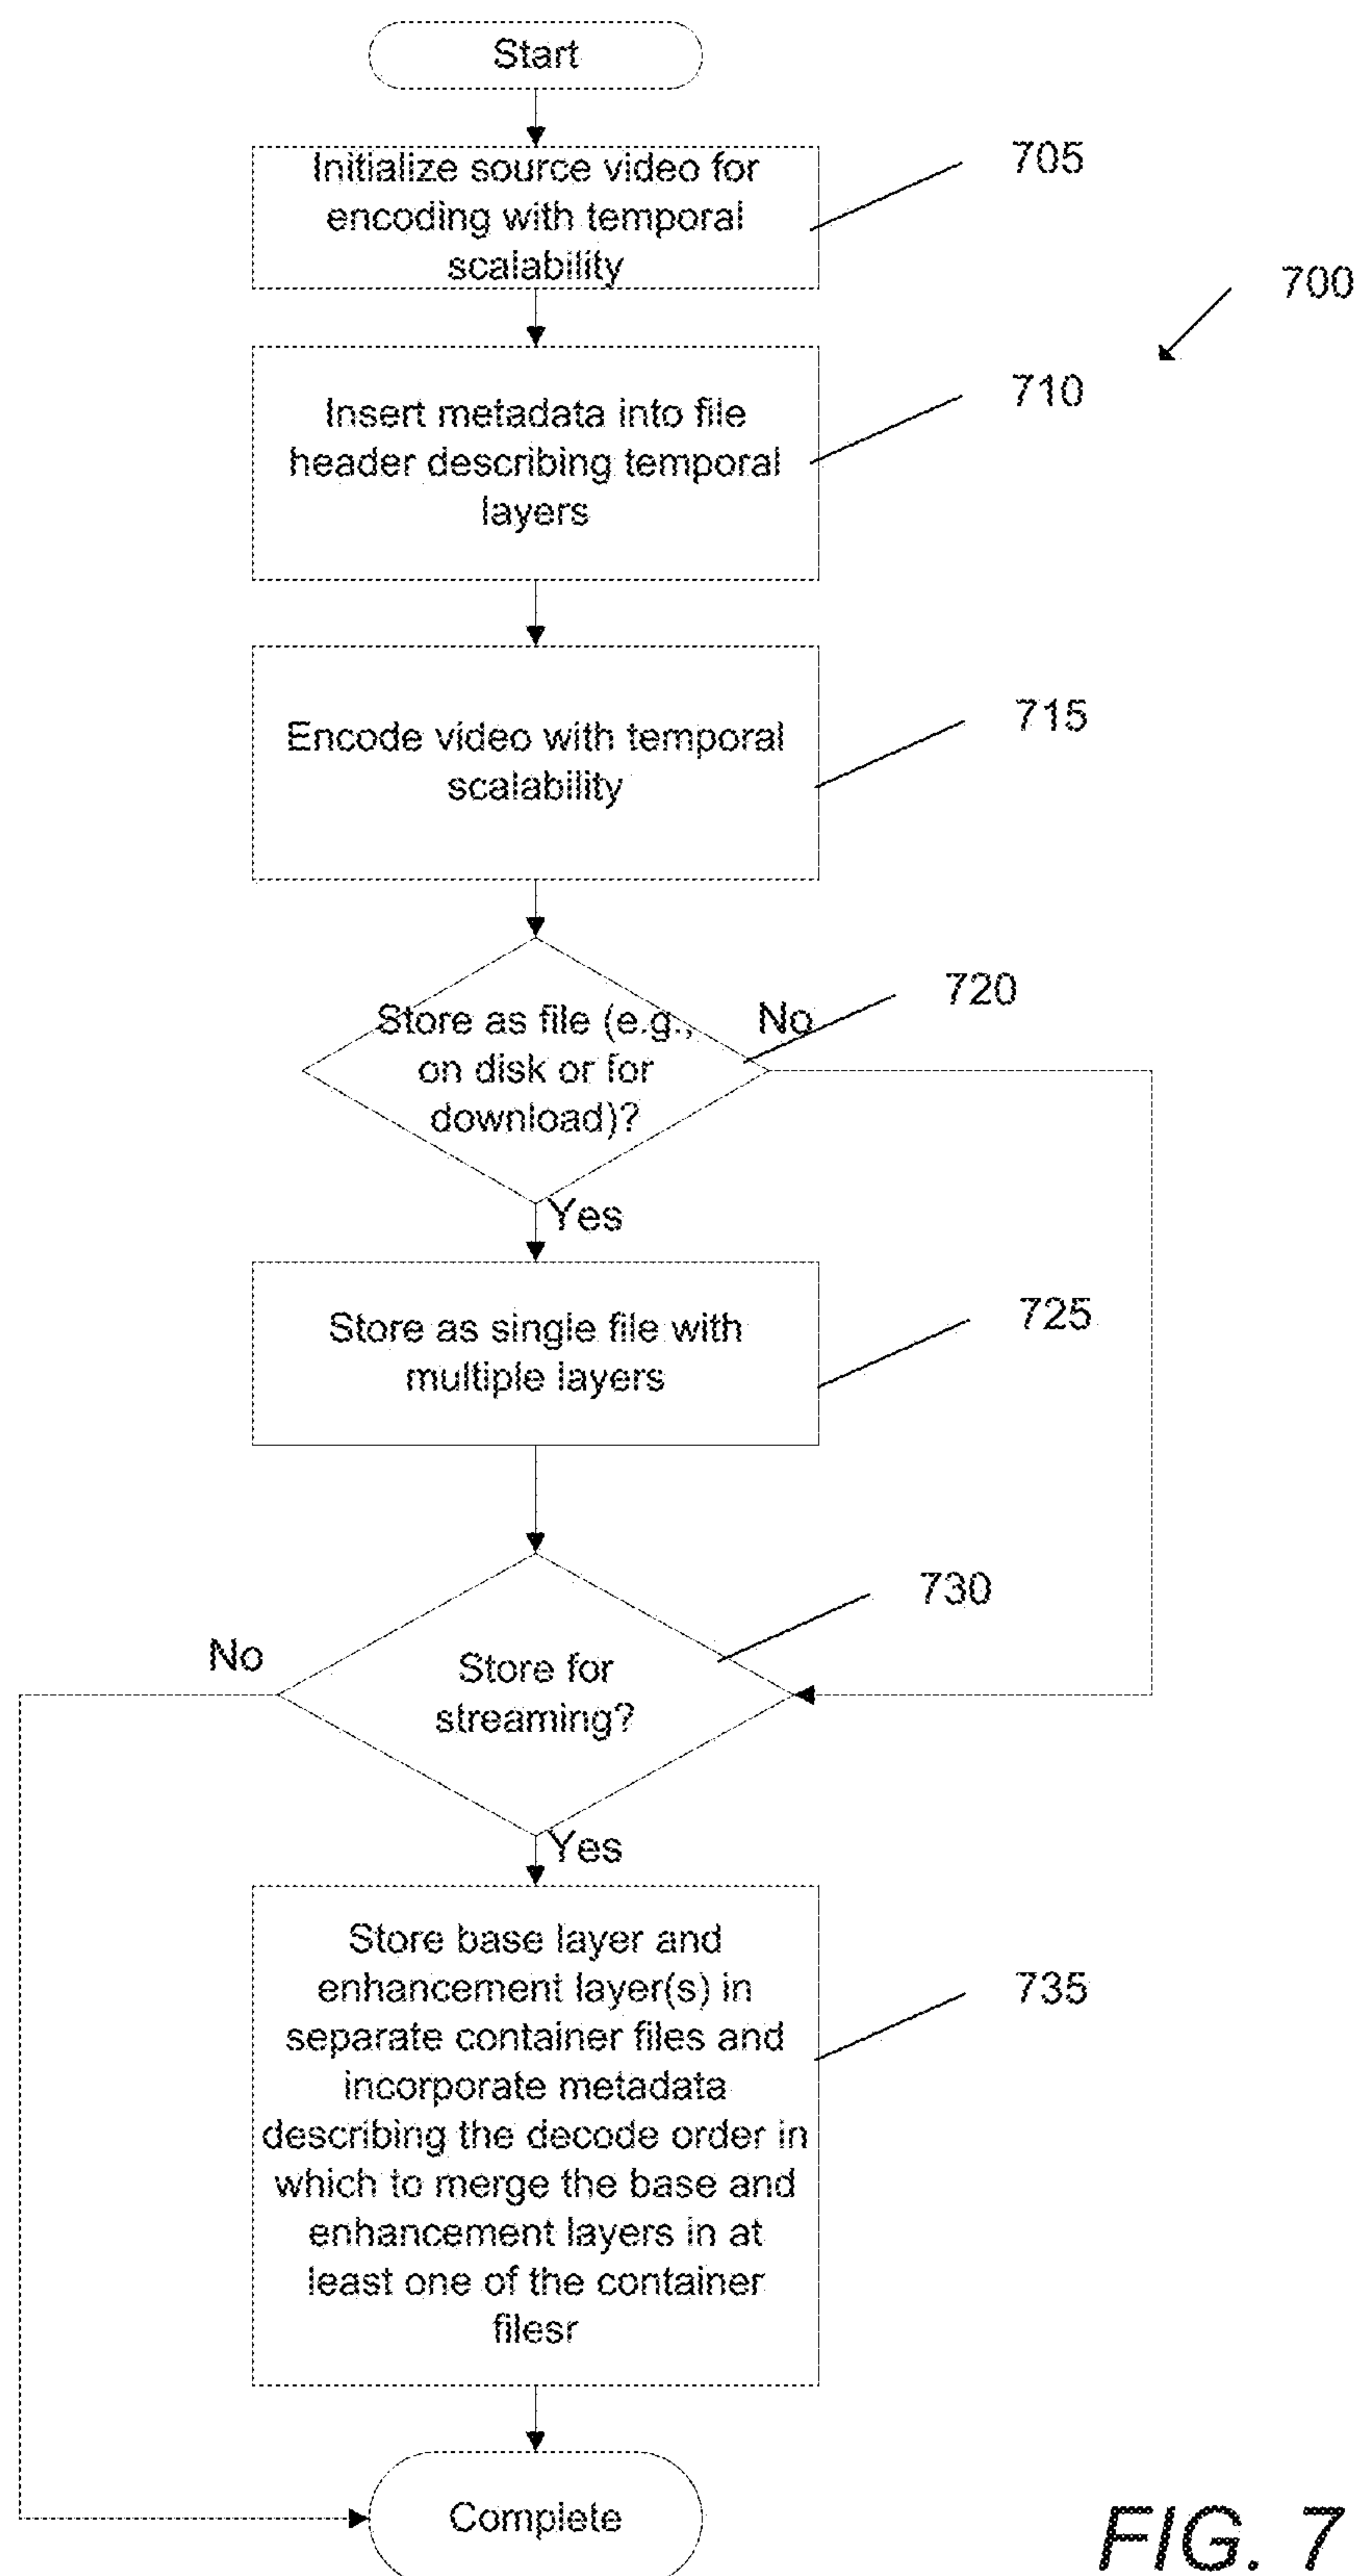 Start
Initialize source video for
encoding with temporal
scalability
705
700
Insert metadata into file
header describing temporal
layers
710
Encode video with temporal
scalability
715
Store as file (e.g.,
on disk or for
download)?
No
720
Yes
Store as single file with
multiple layers
725
Store for
streaming?
730
No
Yes
Store base layer and
enhancement layer(s) in
separate container files and
incorporate metadata
describing the decode order in
which to merge the base and
enhancement layers in at
least one of the container
filesr
735
Complete
FIG. 7